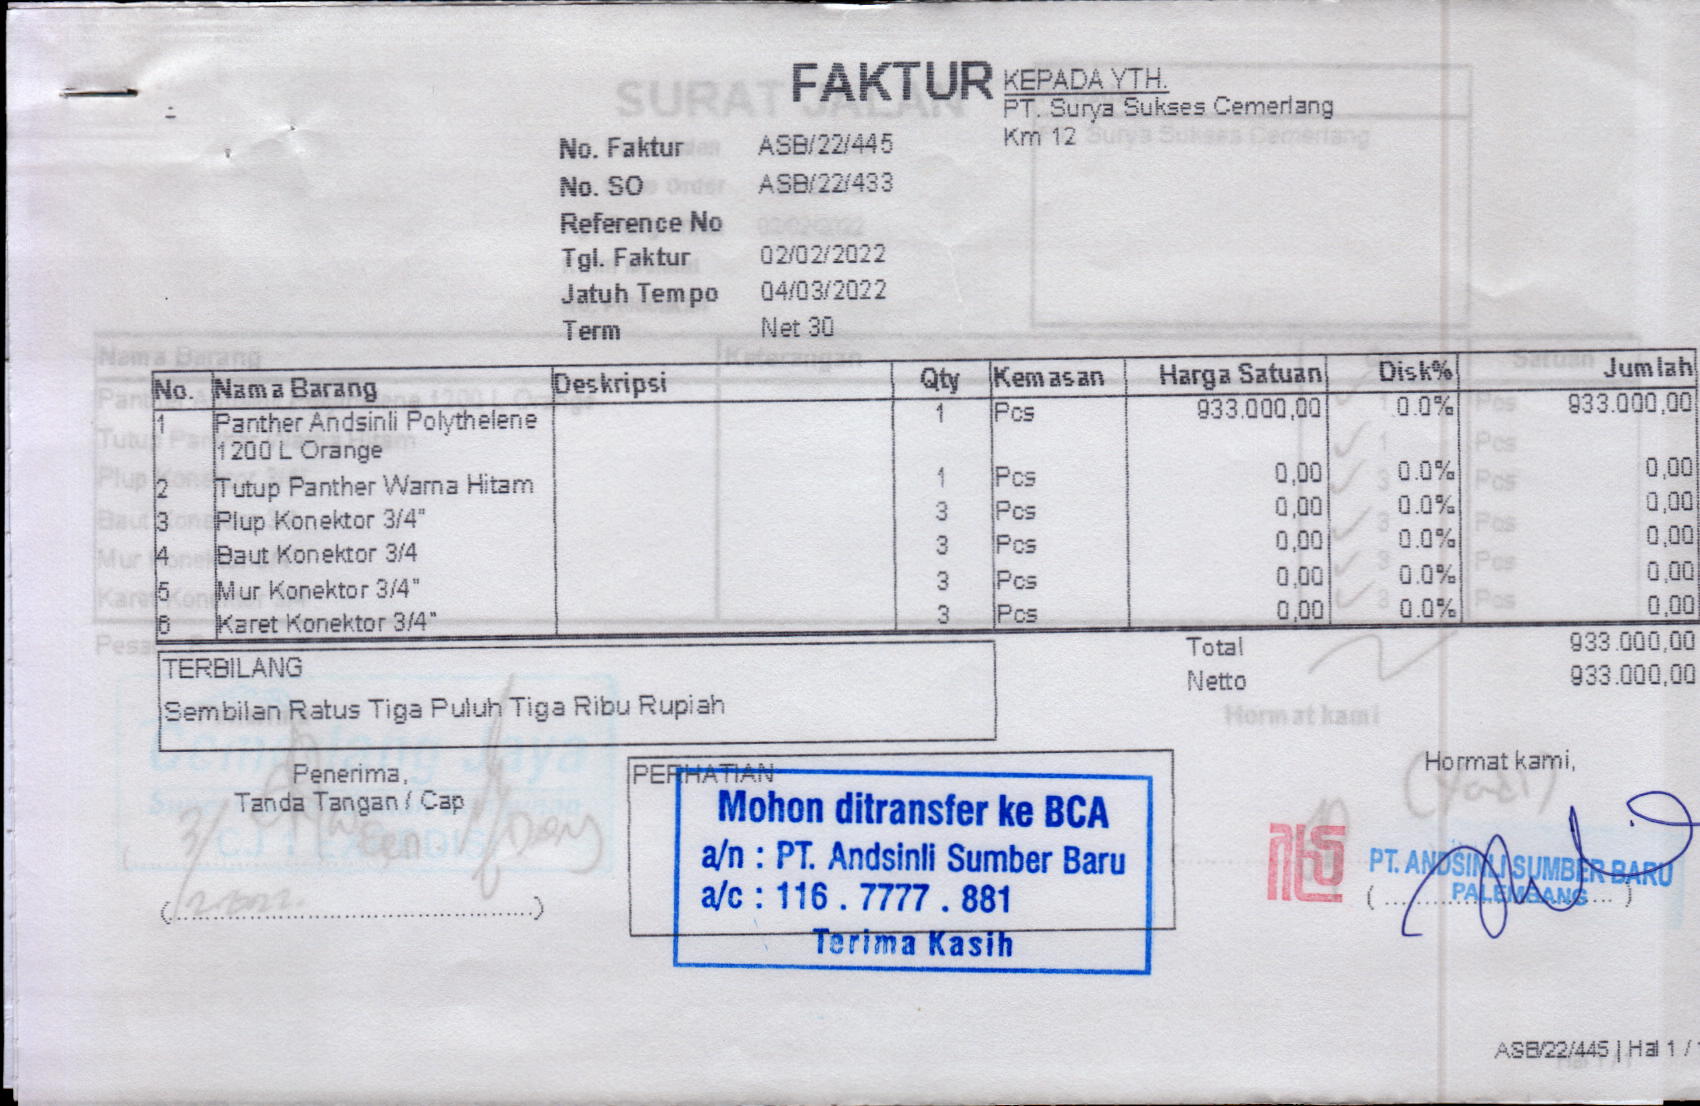 FAKTUR
No. Faktur ASB/22/445
No. SO ASB/22/433
Reference No
Tgl. Faktur 02/02/2022
Jatuh Tempo 04/03/2022
Term Net 30
KEPADA YTH.
PT. Surya Sukses Cemerlang
Km 12
No. Nama Barang Deskripsi Qty Kemasan Harga Satuan Disk% Jumlah
1 Panther Andsinli Polythelene 1 Pcs 933.000,00 0.0% 933.000,00
1200 L Orange
2 Tutup Panther Warna Hitam 1 Pcs 0,00 0.0% 0,00
3 Plup Konektor 3/4" 3 Pcs 0,00 0.0% 0,00
4 Baut Konektor 3/4 3 Pcs 0,00 0.0% 0,00
5 Mur Konektor 3/4" 3 Pcs 0,00 0.0% 0,00
6 Karet Konektor 3/4" 3 Pcs 0,00 0.0% 0,00
Total 933.000,00
Netto 933.000,00
TERBILANG
Sembilan Ratus Tiga Puluh Tiga Ribu Rupiah
Penerima,
Tanda Tangan / Cap
(..........................................)
PERHATIAN
Mohon ditransfer ke BCA
a/n : PT. Andsinli Sumber Baru
a/c : 116 . 7777 . 881
Terima Kasih
Hormat kami,
PT. ANDSINLI SUMBER BARU
PALEMBANG
ASB/22/445 | Hal 1 /